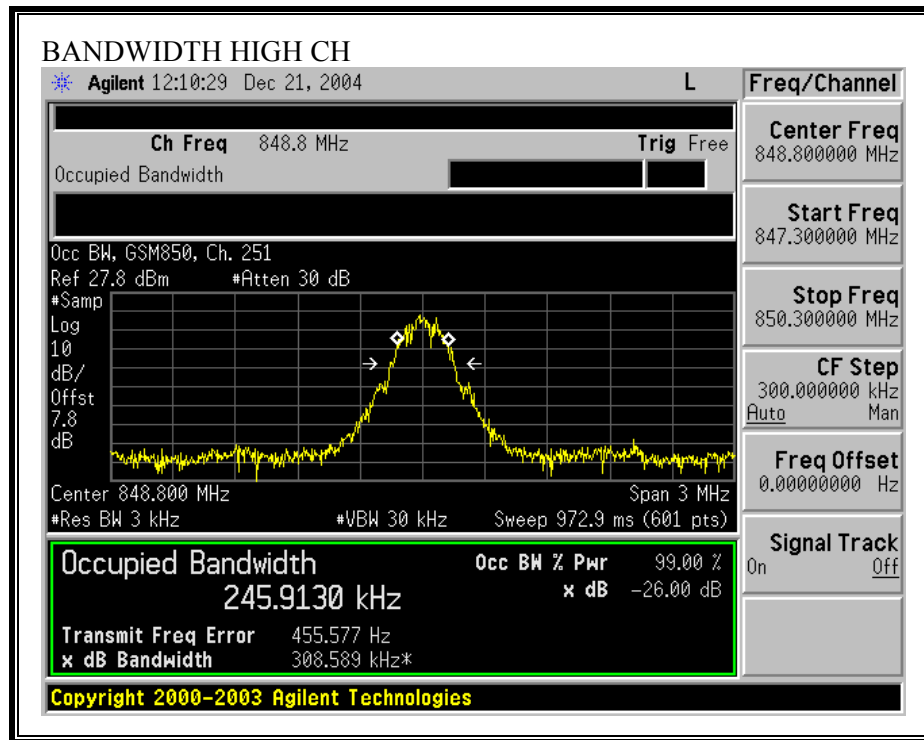 BANDWIDTH HIGH CH
Agilent 12:10:29 Dec 21, 2004 L
Freq/Channel
Ch Freq 848.8 MHz Trig Free
Occupied Bandwidth
Center Freq
848.800000 MHz
Start Freq
847.300000 MHz
Stop Freq
850.300000 MHz
CF Step
300.000000 kHz
Auto Man
Freq Offset
0.00000000 Hz
Signal Track
On Off
Occ BW, GSM850, Ch. 251
Ref 27.8 dBm #Atten 30 dB
#Samp
Log
10
dB/
Offst
7.8
dB
Center 848.800 MHz Span 3 MHz
#Res BW 3 kHz #VBW 30 kHz Sweep 972.9 ms (601 pts)
Occupied Bandwidth Occ BW % Pwr 99.00 %
245.9130 kHz x dB -26.00 dB
Transmit Freq Error 455.577 Hz
x dB Bandwidth 308.589 kHz*
Copyright 2000-2003 Agilent Technologies